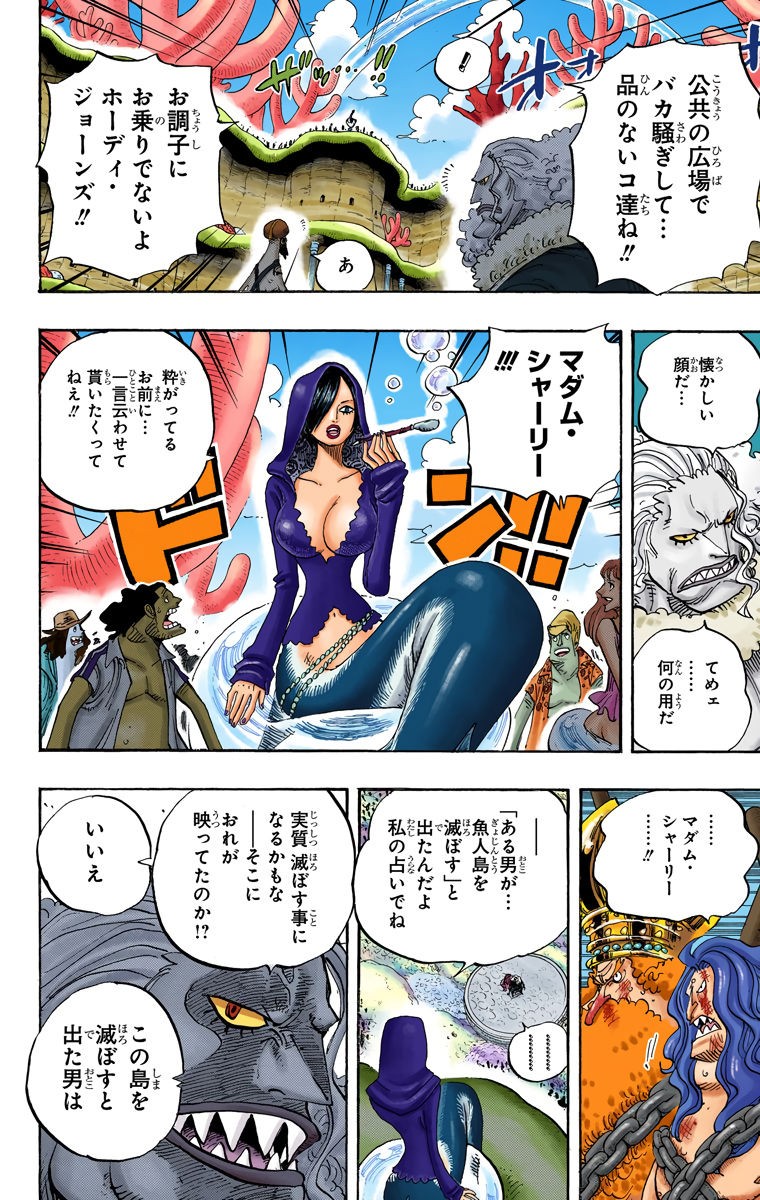 公共の広場で
バカ騒ぎして…
品のないコ達ね!!
!
お調子に
お乗りでないよ
ホーディ・
ジョーンズ!!
あ
オオ
オオ…
懐かしい
顔だ…
てめェ
……
何の用だ
マダム・
シャーリー
!!!
粋がってる
お前に…
一言云わせて
貰いたくって
ねえ!!
ドン!!
……
マダム・
シャーリー
……!!
――
「ある男が…
魚人島を
滅ぼす」と
出たんだよ
私の占いでね
…………
実質 滅ぼす事に
なるかもな
――そこに
おれが
映ってたのか!?
いいえ
この島を
滅ぼすと
出た男は